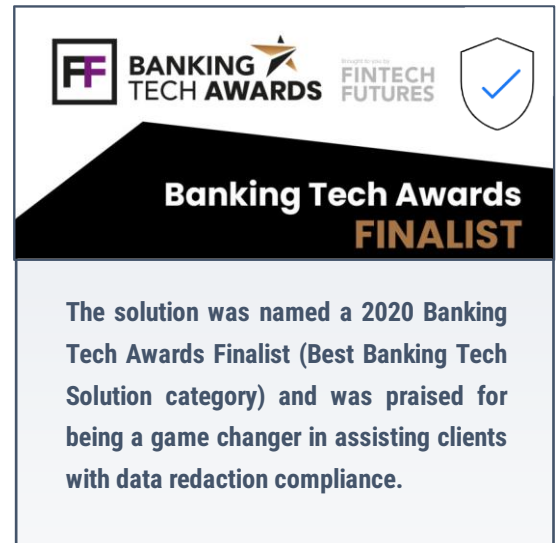 FF
BANKING
TECH AWARDS
brought to you by
FINTECH
FUTURES
Banking Tech Awards
FINALIST
The solution was named a 2020 Banking
Tech Awards Finalist (Best Banking Tech
Solution category) and was praised for
being a game changer in assisting clients
with data redaction compliance.